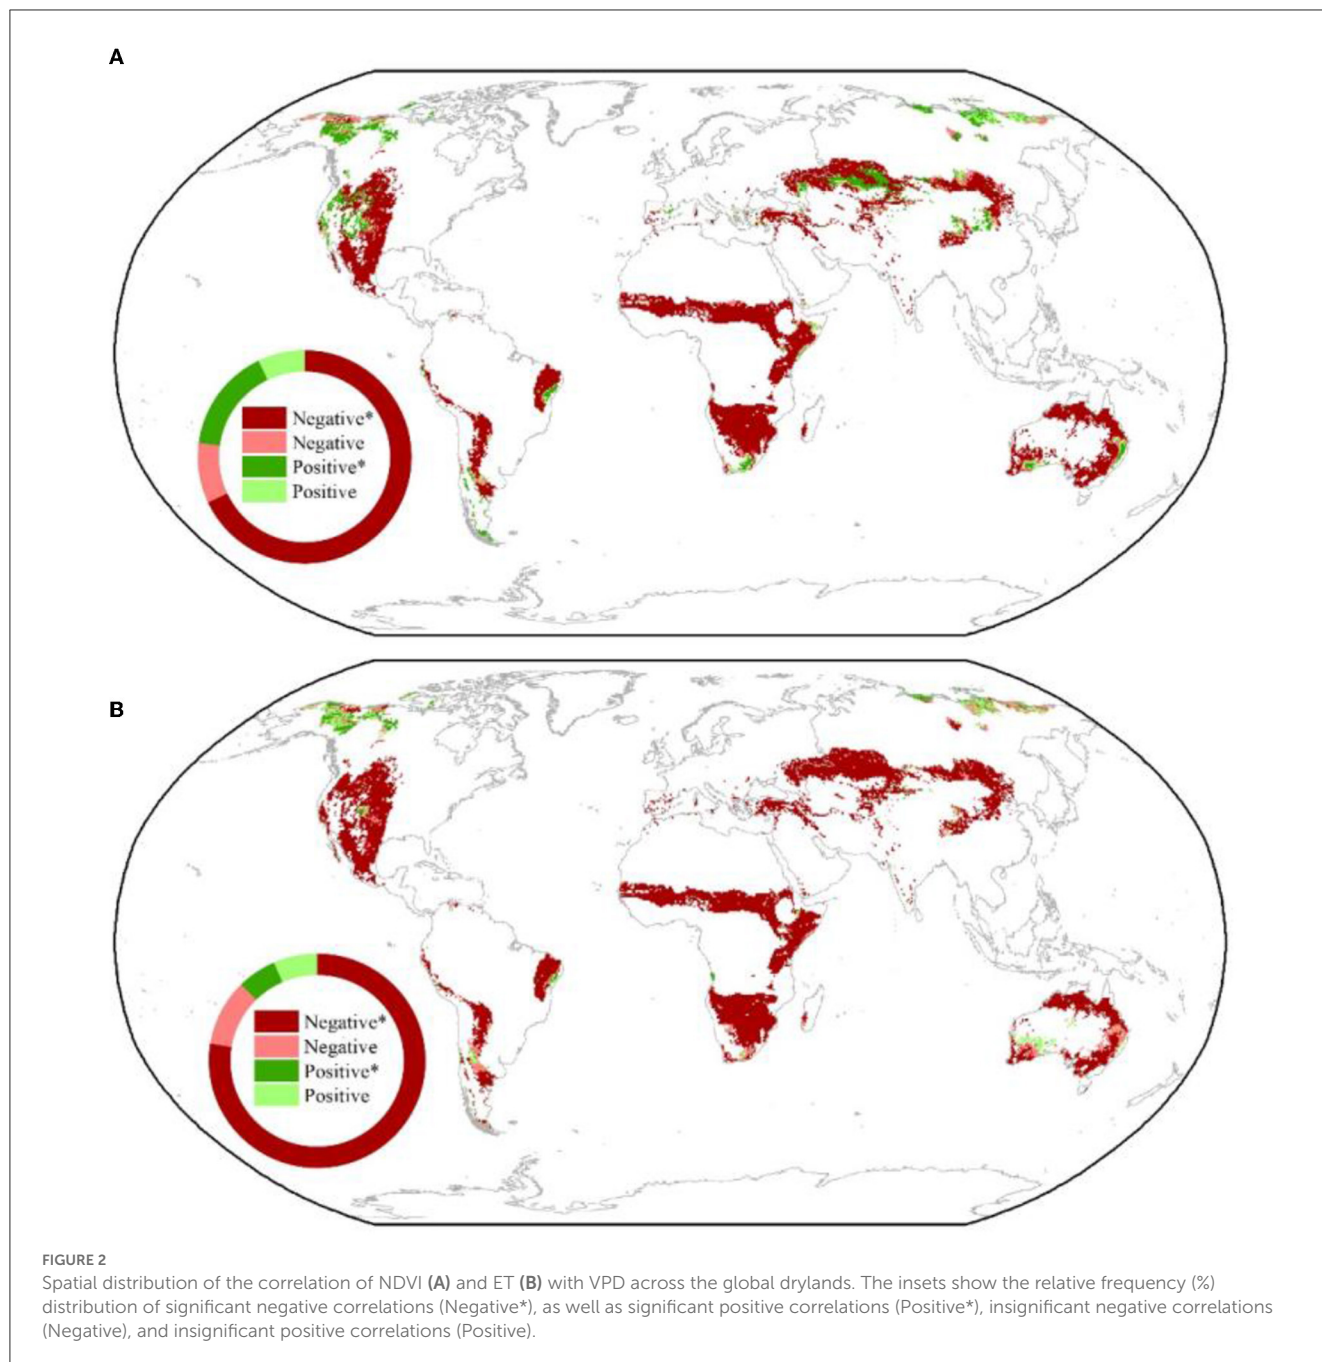 A
Negative*
Negative
Positive*
Positive
B
Negative*
Negative
Positive*
Positive
FIGURE 2
Spatial distribution of the correlation of NDVI (A) and ET (B) with VPD across the global drylands. The insets show the relative frequency (%)
distribution of significant negative correlations (Negative*), as well as significant positive correlations (Positive*), insignificant negative correlations
(Negative), and insignificant positive correlations (Positive).